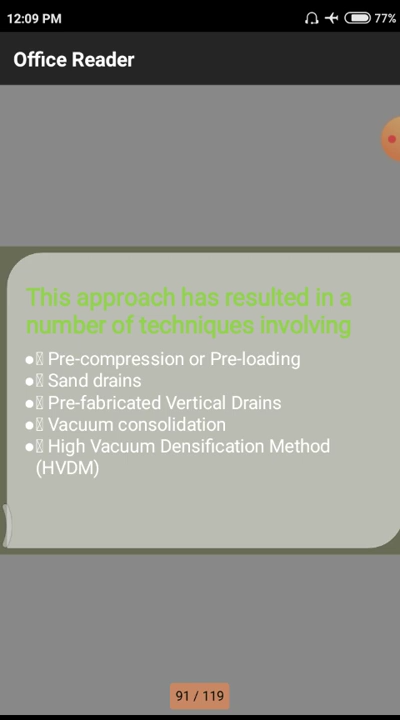 12:09 PM 77%
Office Reader
This approach has resulted in a
number of techniques involving
● Pre-compression or Pre-loading
● Sand drains
● Pre-fabricated Vertical Drains
● Vacuum consolidation
● High Vacuum Densification Method
(HVDM)
91 / 119